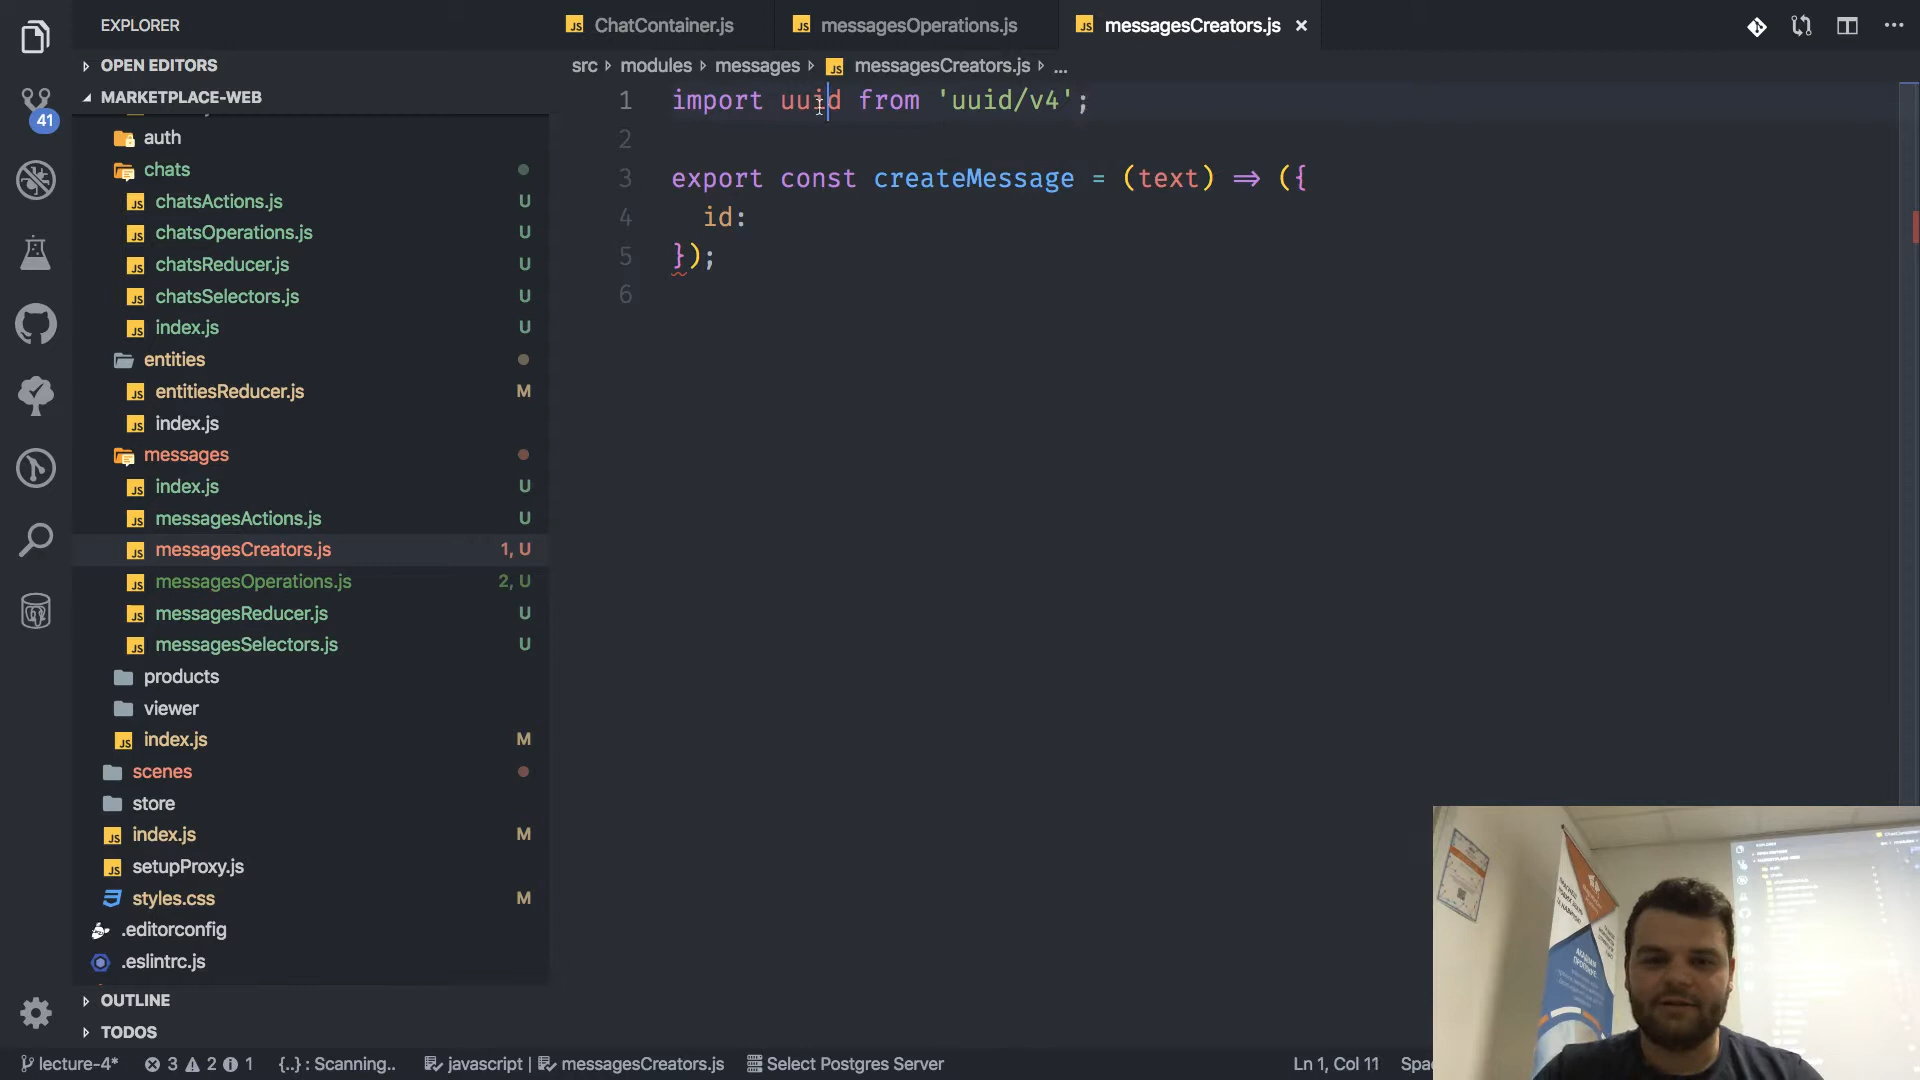 EXPLORER
ChatContainer.js
messagesOperations.js
messagesCreators.js
OPEN EDITORS
MARKETPLACE-WEB
src › modules › messages › messagesCreators.js › ...
41
auth
chats
chatsActions.js U
chatsOperations.js U
chatsReducer.js U
chatsSelectors.js U
index.js U
entities
entitiesReducer.js M
index.js
messages
index.js U
messagesActions.js U
messagesCreators.js 1, U
messagesOperations.js 2, U
messagesReducer.js U
messagesSelectors.js U
products
viewer
index.js M
scenes
store
index.js M
setupProxy.js
styles.css M
.editorconfig
.eslintrc.js
OUTLINE
TODOS
1 import uuid from 'uuid/v4';
2
3 export const createMessage = (text) => ({
4 id:
5 });
6
lecture-4* 3 2 1 {..} : Scanning.. javascript | messagesCreators.js Select Postgres Server Ln 1, Col 11 Spac